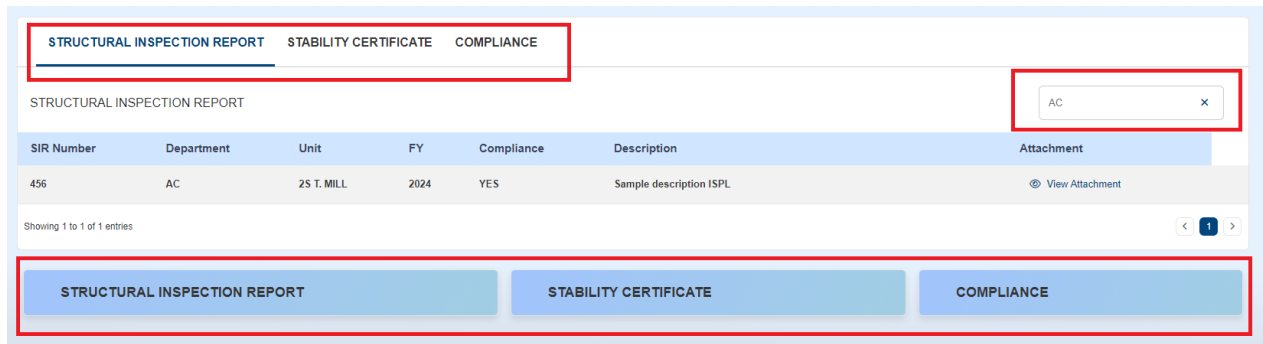 STRUCTURAL INSPECTION REPORT STABILITY CERTIFICATE COMPLIANCE
STRUCTURAL INSPECTION REPORT AC ×
SIR Number Department Unit FY Compliance Description Attachment
456 AC 2S T. MILL 2024 YES Sample description ISPL View Attachment
Showing 1 to 1 of 1 entries < 1 >
STRUCTURAL INSPECTION REPORT STABILITY CERTIFICATE COMPLIANCE